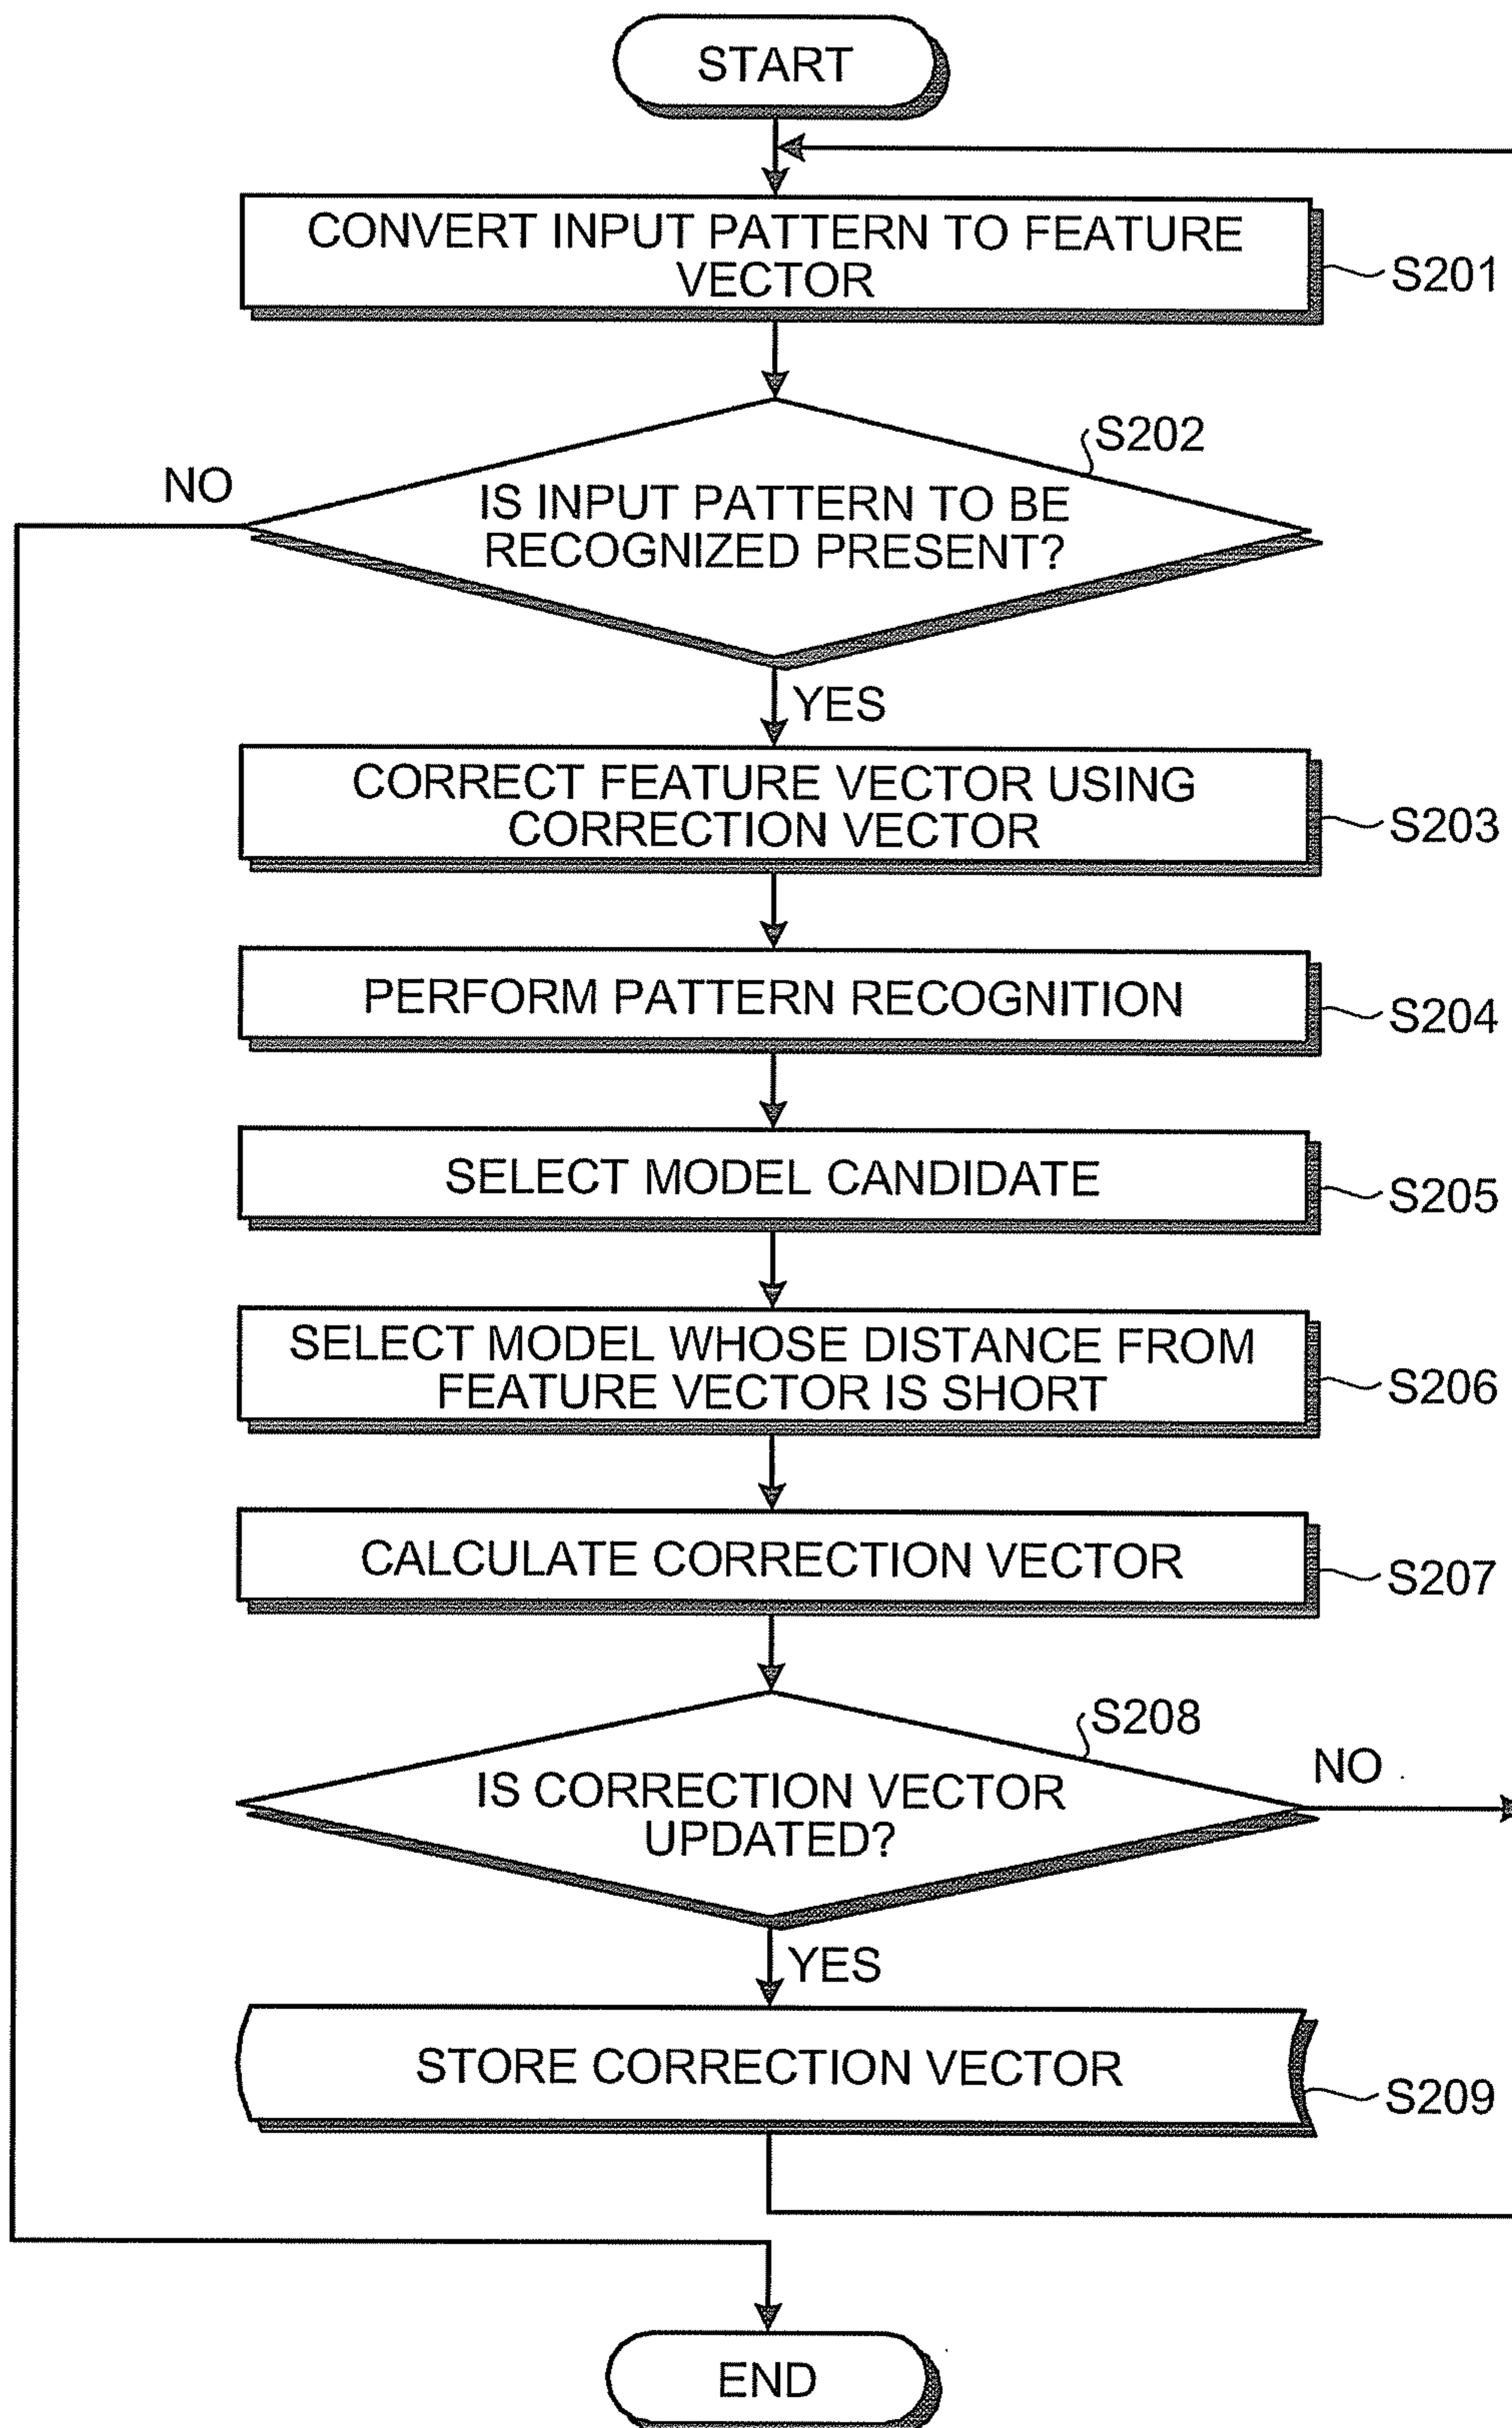 START
CONVERT INPUT PATTERN TO FEATURE
VECTOR
S201
S202
NO
IS INPUT PATTERN TO BE
RECOGNIZED PRESENT?
YES
CORRECT FEATURE VECTOR USING
CORRECTION VECTOR
S203
PERFORM PATTERN RECOGNITION
S204
SELECT MODEL CANDIDATE
S205
SELECT MODEL WHOSE DISTANCE FROM
FEATURE VECTOR IS SHORT
S206
CALCULATE CORRECTION VECTOR
S207
S208
NO
IS CORRECTION VECTOR
UPDATED?
YES
STORE CORRECTION VECTOR
S209
END